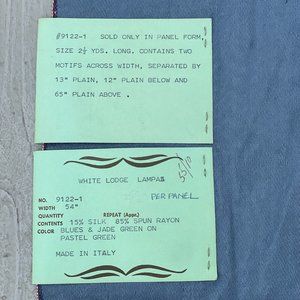 #9122-1 SOLD ONLY IN PANEL FORM
SIZE 2½ YDS. LONG. CONTAINS TWO
MOTIFS ACROSS WIDTH, SEPARATED BY
13" PLAIN, 12" PLAIN BELOW AND
65" PLAIN ABOVE.
WHITE LODGE LAMPAS
PER PANEL
NO. 9122-1
WIDTH 54"
QUANTITY REPEAT (Appx.)
CONTENTS 15% SILK 85% SPUN RAYON
COLOR BLUES & JADE GREEN ON
PASTEL GREEN
MADE IN ITALY